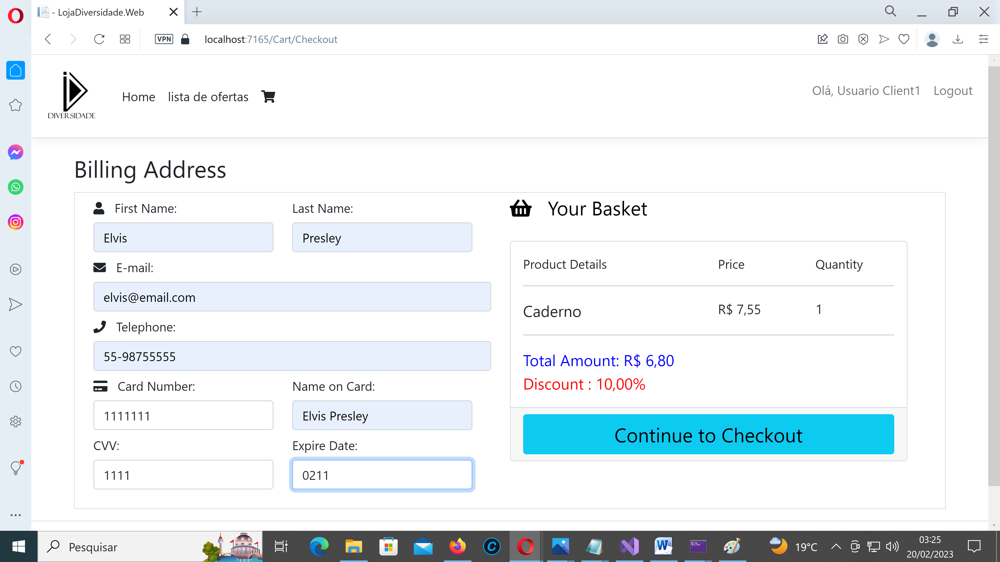 - LojaDiversidade.Web
VPN
localhost:7165/Cart/Checkout
DIVERSIDADE
Home
lista de ofertas
Olá, Usuario Client1
Logout
Billing Address
First Name:
Last Name:
Elvis
Presley
E-mail:
elvis@email.com
Telephone:
55-98755555
Card Number:
Name on Card:
1111111
Elvis Presley
CVV:
Expire Date:
1111
0211
Your Basket
Product Details
Price
Quantity
Caderno
R$ 7,55
1
Total Amount: R$ 6,80
Discount : 10,00%
Continue to Checkout
Pesquisar
19°C
03:25
20/02/2023